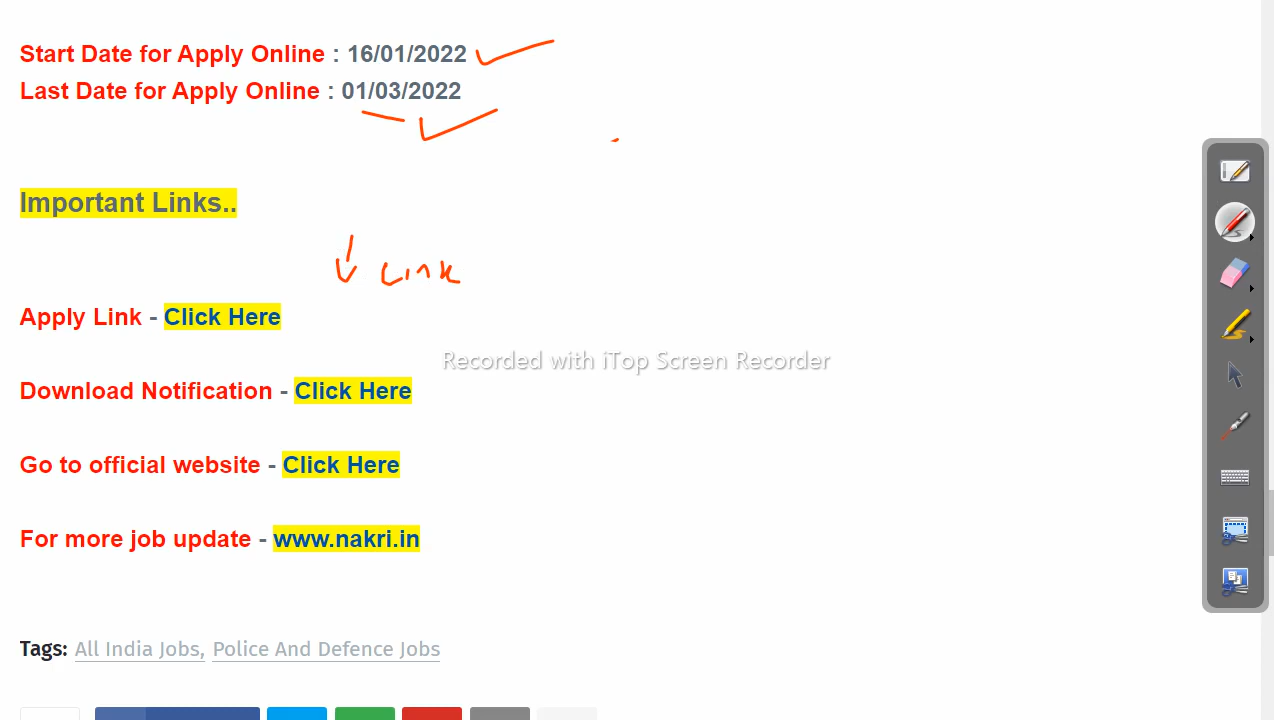 Start Date for Apply Online : 16/01/2022
Last Date for Apply Online : 01/03/2022
Important Links..
Link
Apply Link - Click Here
Recorded with iTop Screen Recorder
Download Notification - Click Here
Go to official website - Click Here
For more job update - www.nakri.in
Tags: All India Jobs, Police And Defence Jobs